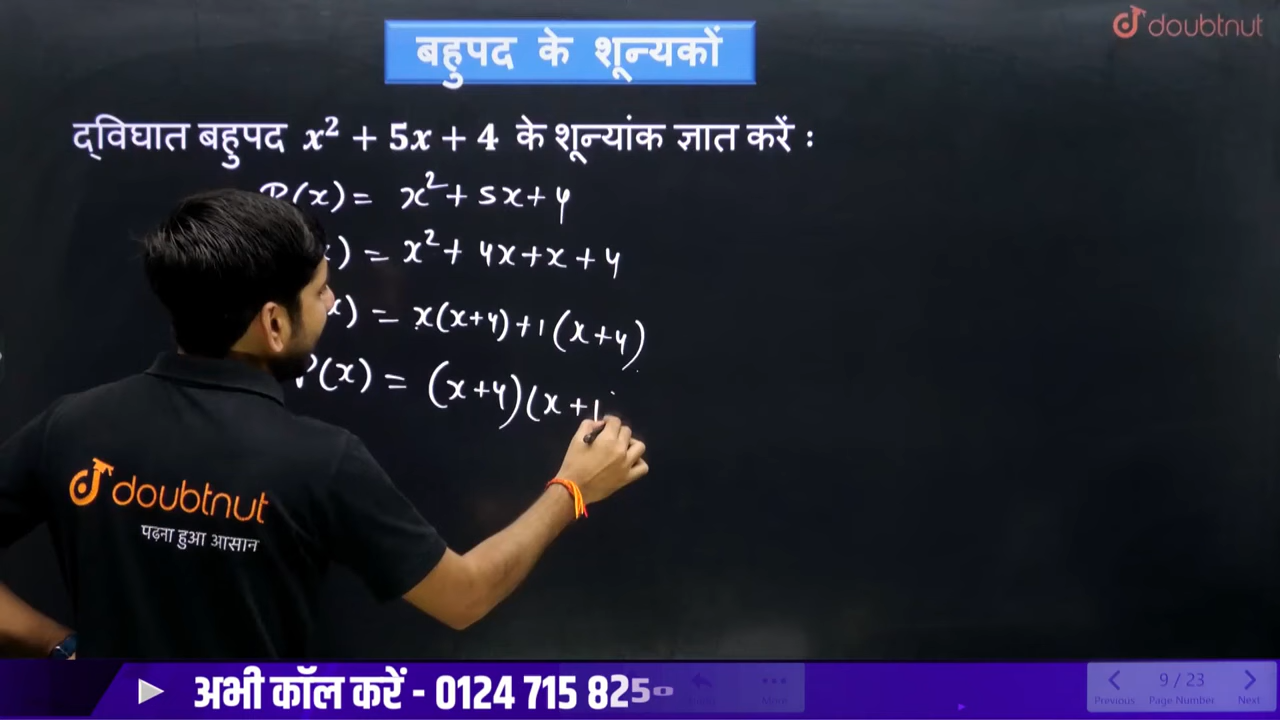 doubtnut
बहुपद के शून्यकों
द्विघात बहुपद x² + 5x + 4 के शून्यांक ज्ञात करें :
P(x) = x² + 5x + 4
x) = x² + 4x + x + 4
x) = x(x+4) + 1(x+4)
P(x) = (x+4)(x+1
doubtnut
पढ़ना हुआ आसान
अभी कॉल करें - 0124 715 825
9 / 23
Previous Page Number Next
More